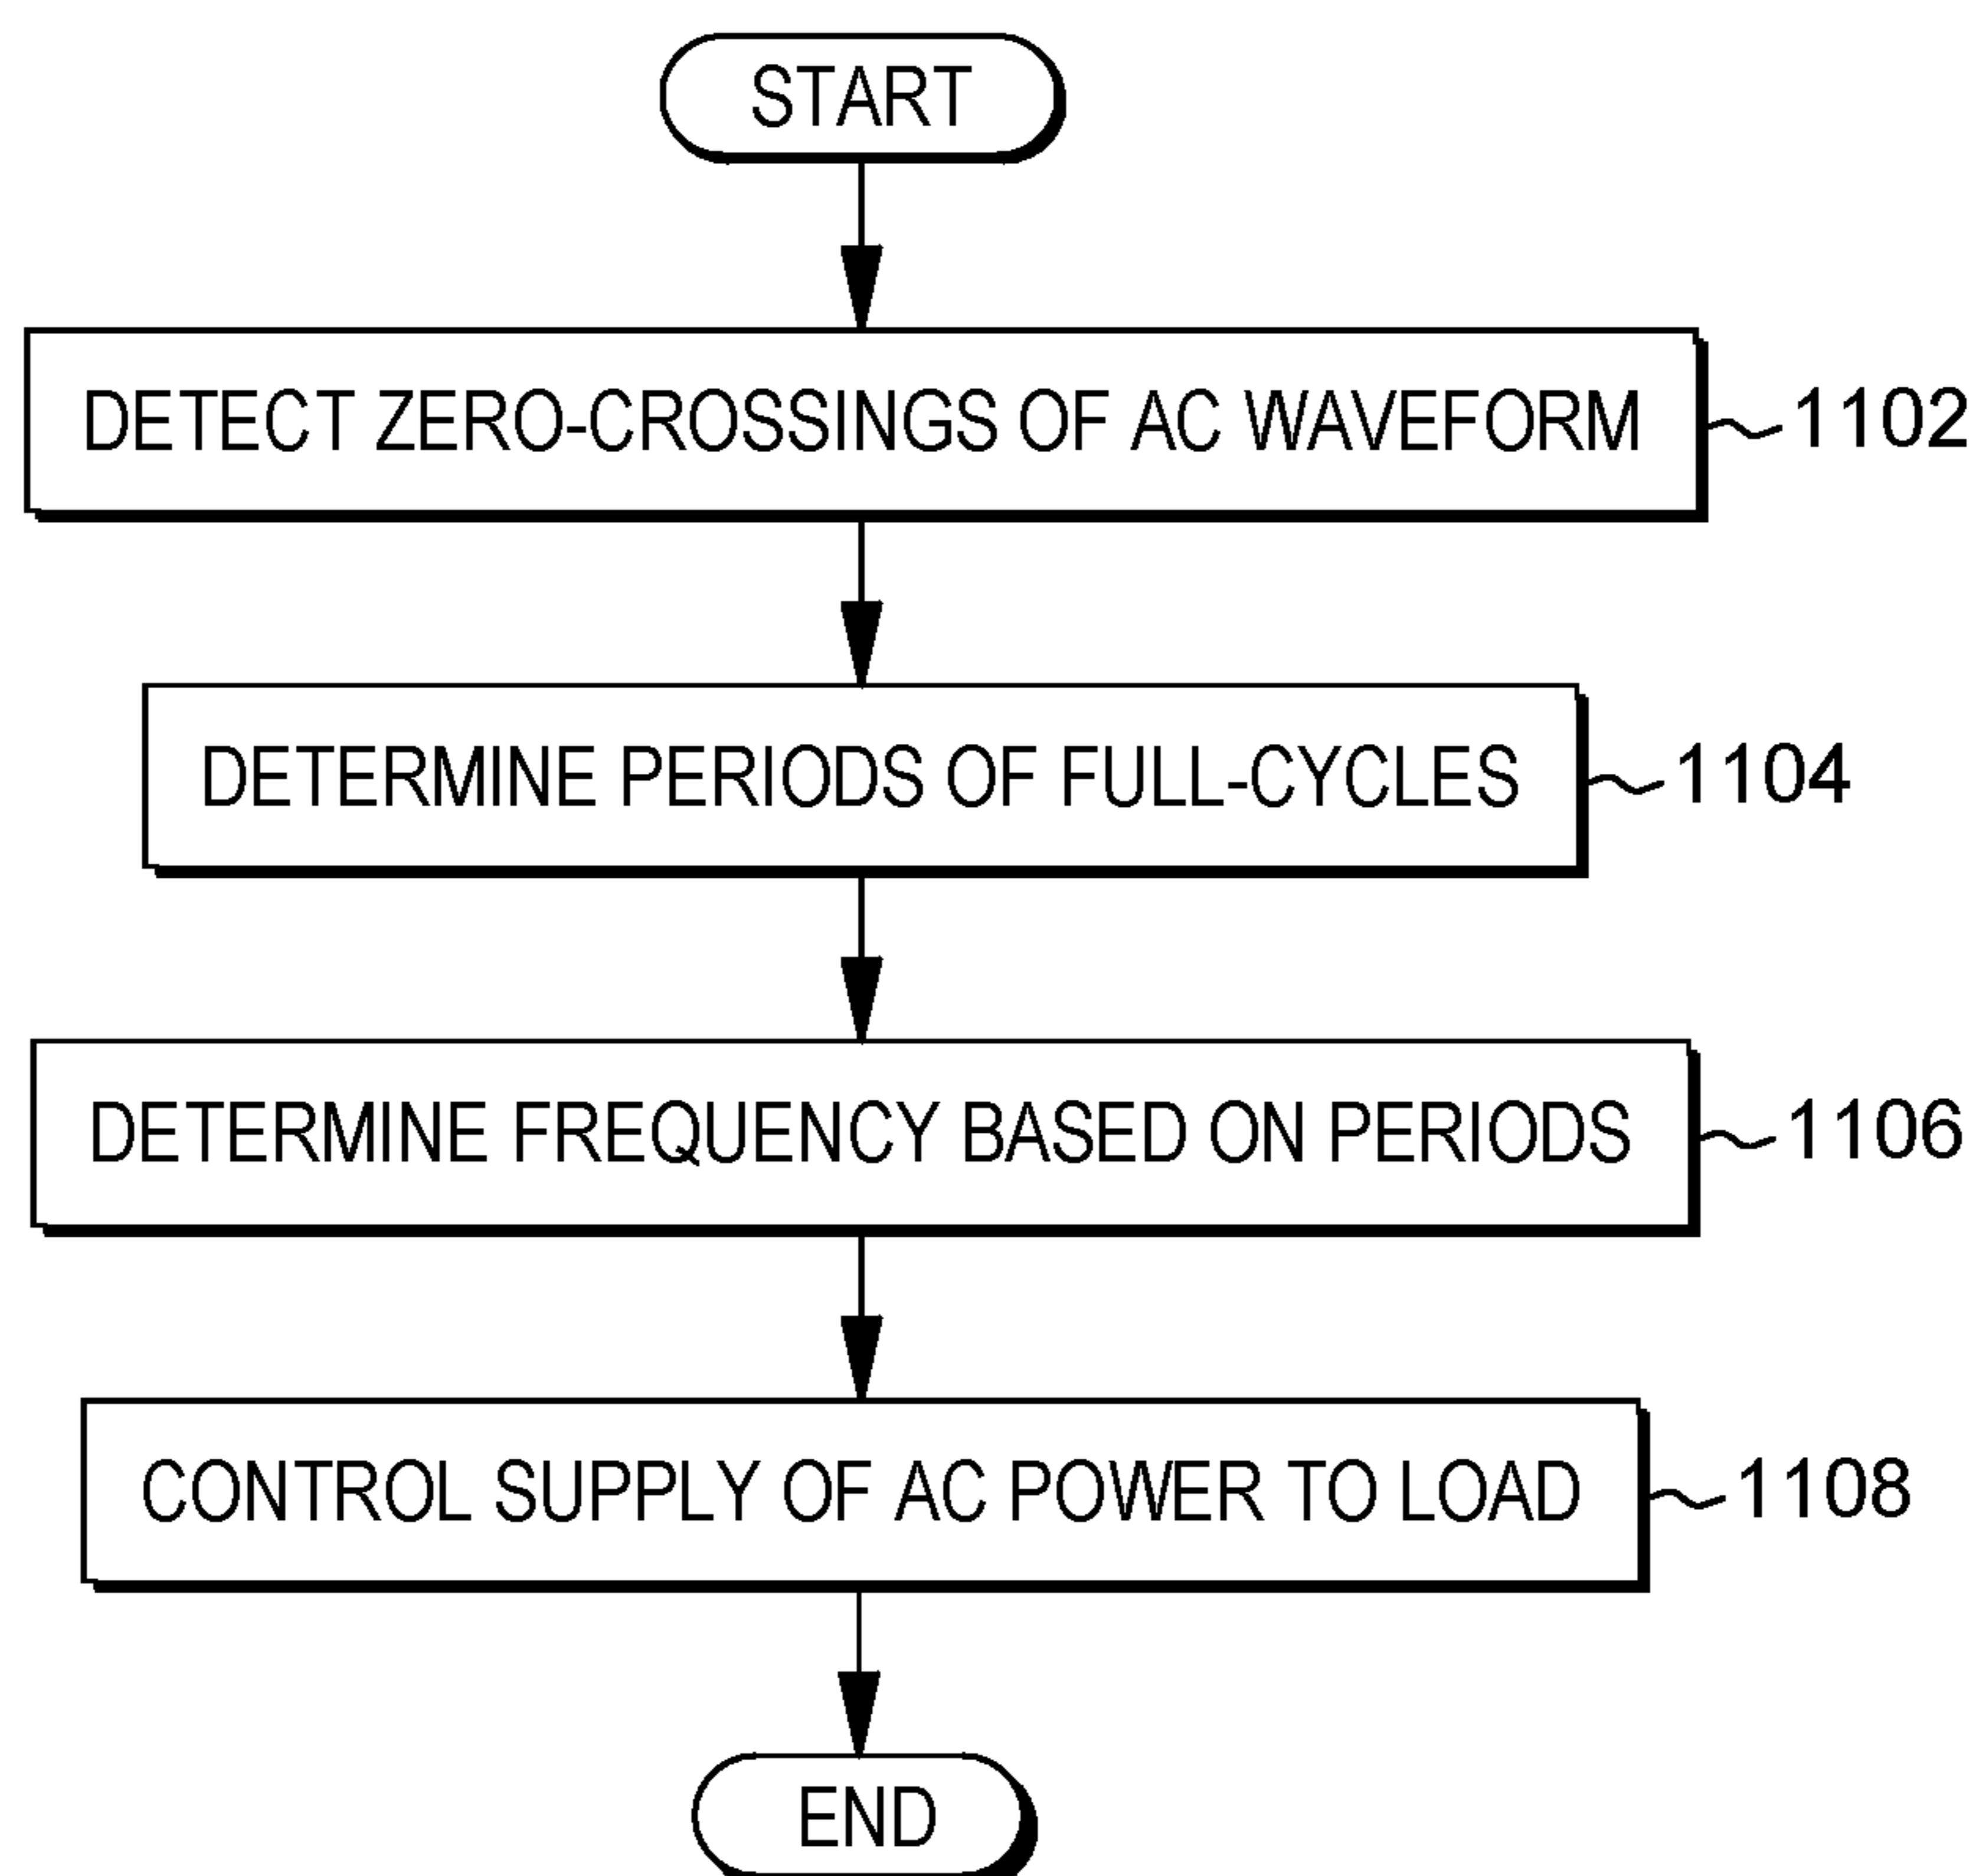 START
DETECT ZERO-CROSSINGS OF AC WAVEFORM
1102
DETERMINE PERIODS OF FULL-CYCLES
1104
DETERMINE FREQUENCY BASED ON PERIODS
1106
CONTROL SUPPLY OF AC POWER TO LOAD
1108
END